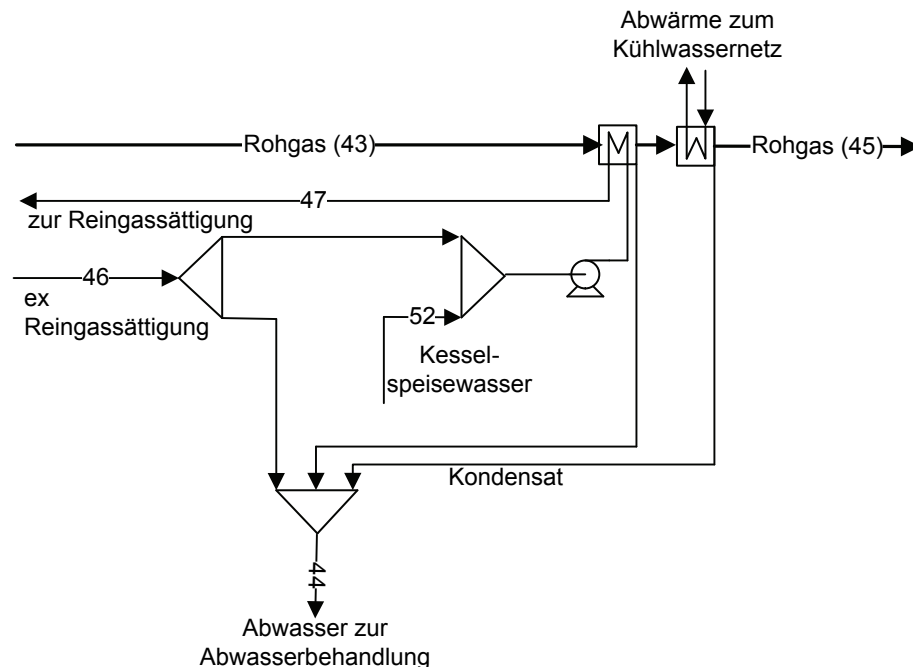 Abwärme zum
Kühlwassernetz
Rohgas (43)
Rohgas (45)
47
zur Reingassättigung
46
ex
Reingassättigung
52
Kessel-
speisewasser
Kondensat
44
Abwasser zur
Abwasserbehandlung